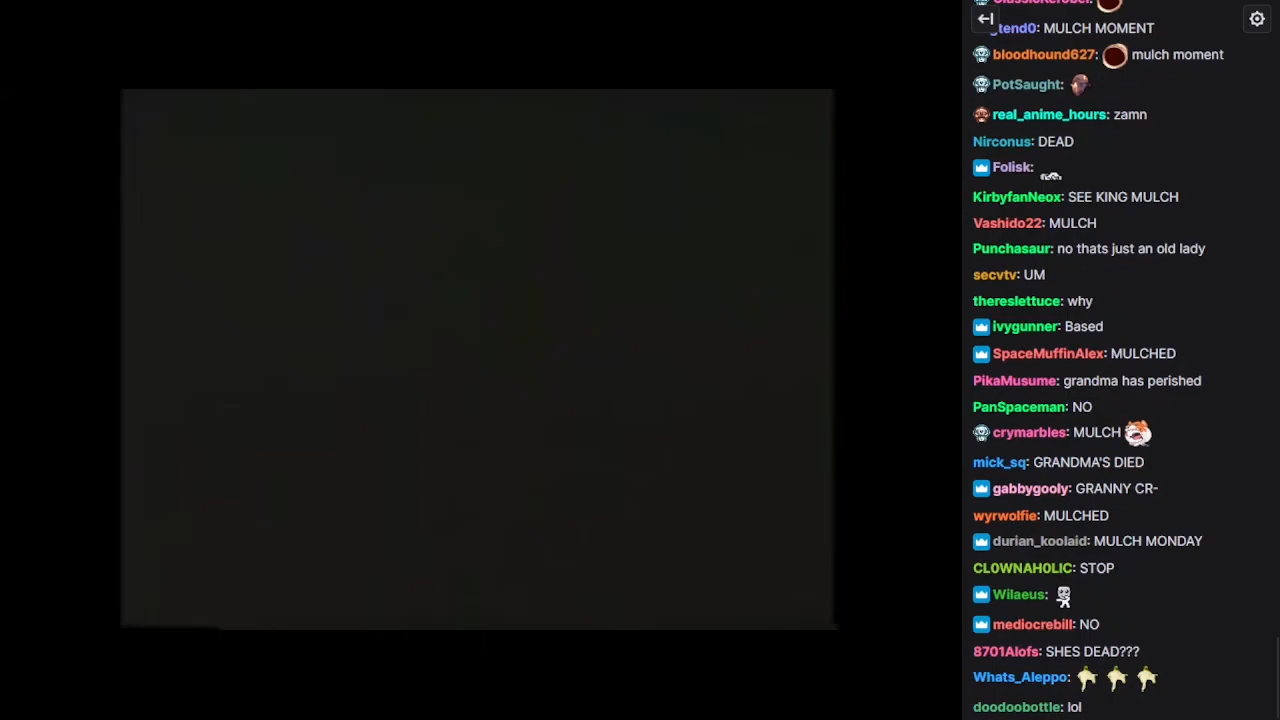 tend0: MULCH MOMENT
bloodhound627: mulch moment
PotSaught:
real_anime_hours: zamn
Nirconus: DEAD
Folisk:
KirbyfanNeox: SEE KING MULCH
Vashido22: MULCH
Punchasaur: no thats just an old lady
secvtv: UM
thereslettuce: why
ivygunner: Based
SpaceMuffinAlex: MULCHED
PikaMusume: grandma has perished
PanSpaceman: NO
crymarbles: MULCH
mick_sq: GRANDMA'S DIED
gabbygooly: GRANNY CR-
wyrwolfie: MULCHED
durian_koolaid: MULCH MONDAY
CL0WNAH0LIC: STOP
Wilaeus:
mediocrebill: NO
8701Alofs: SHES DEAD???
Whats_Aleppo:
doodoobottle: lol